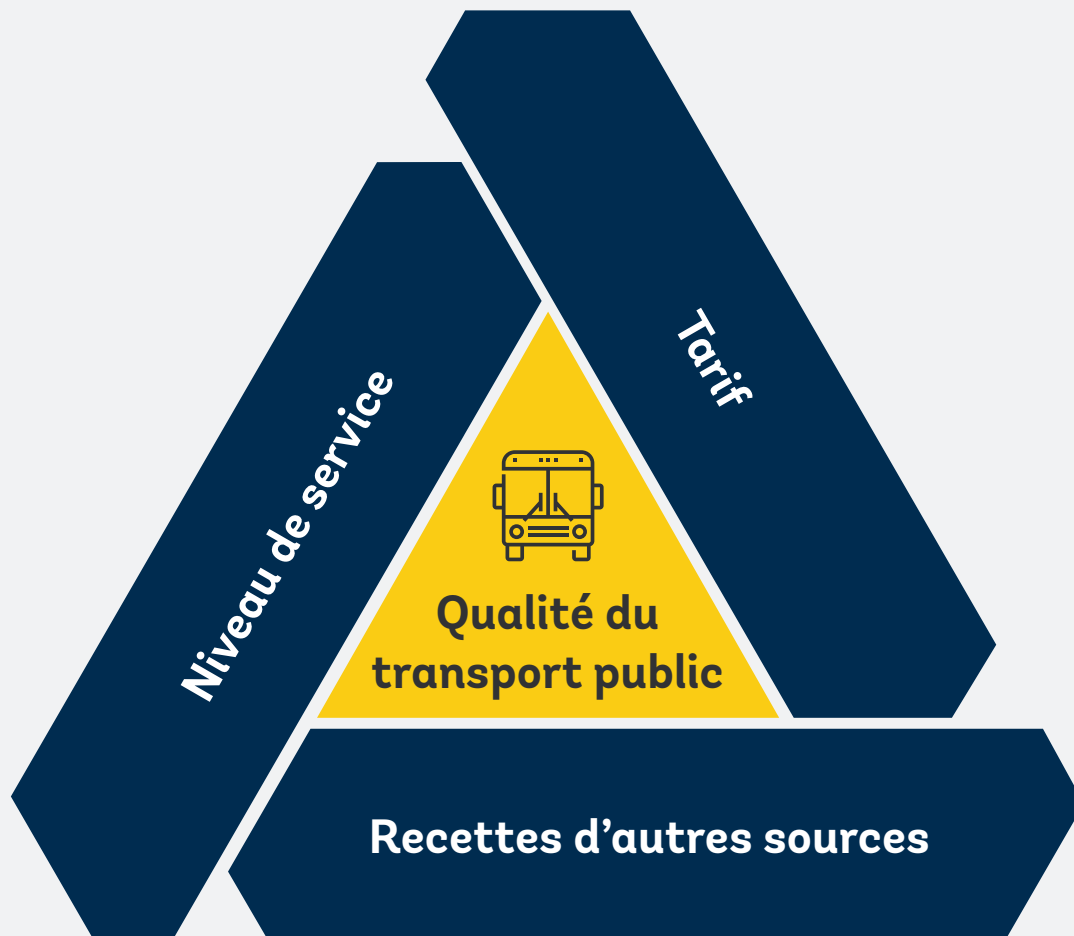 Tarif
Niveau de service
Qualité du
transport public
Recettes d’autres sources